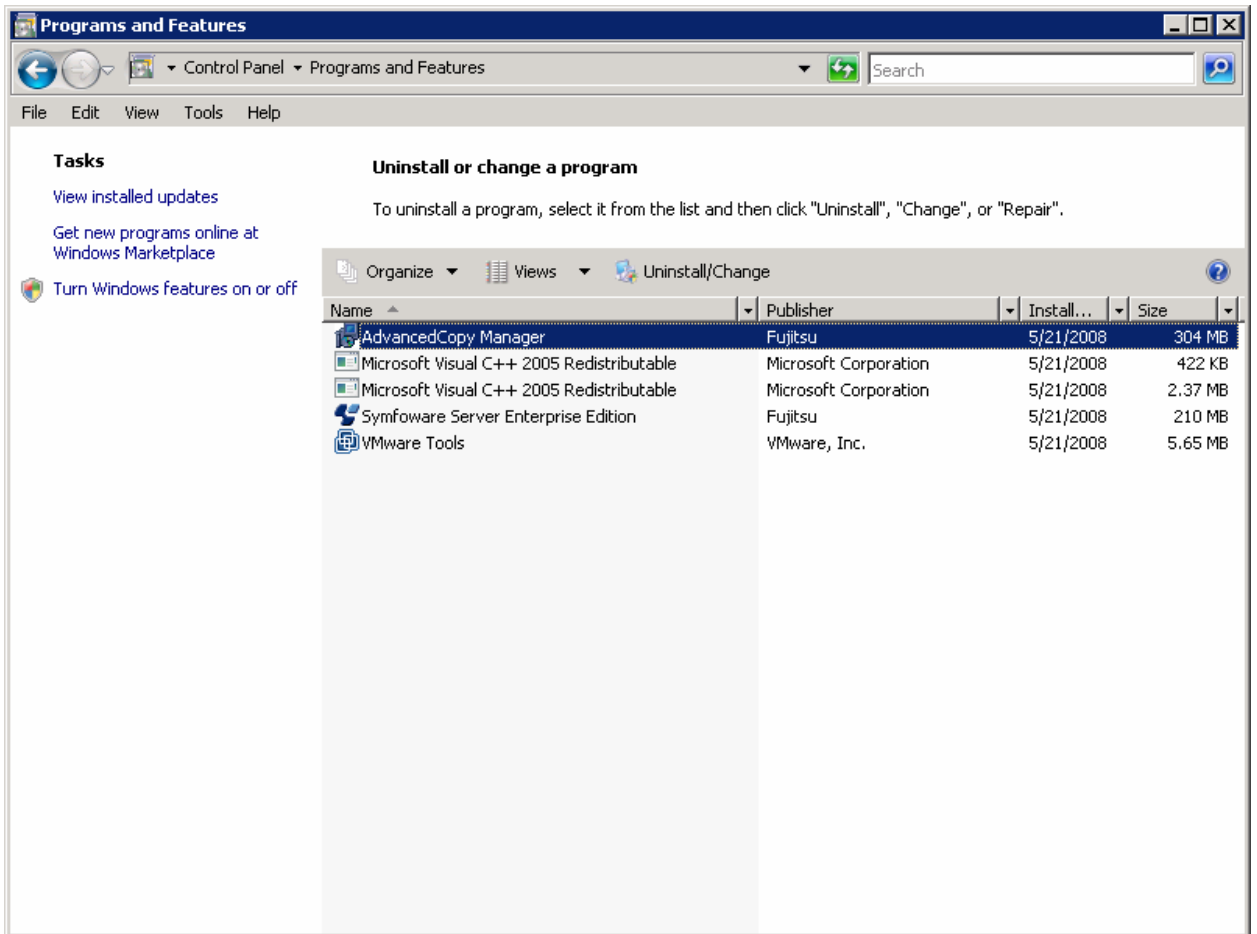 Programs and Features
Control Panel Programs and Features Search
File Edit View Tools Help
Tasks
View installed updates
Get new programs online at
Windows Marketplace
Turn Windows features on or off
Uninstall or change a program
To uninstall a program, select it from the list and then click "Uninstall", "Change", or "Repair".
Organize Views Uninstall/Change
Name Publisher Install... Size
AdvancedCopy Manager Fujitsu 5/21/2008 304 MB
Microsoft Visual C++ 2005 Redistributable Microsoft Corporation 5/21/2008 422 KB
Microsoft Visual C++ 2005 Redistributable Microsoft Corporation 5/21/2008 2.37 MB
Symfoware Server Enterprise Edition Fujitsu 5/21/2008 210 MB
VMware Tools VMware, Inc. 5/21/2008 5.65 MB